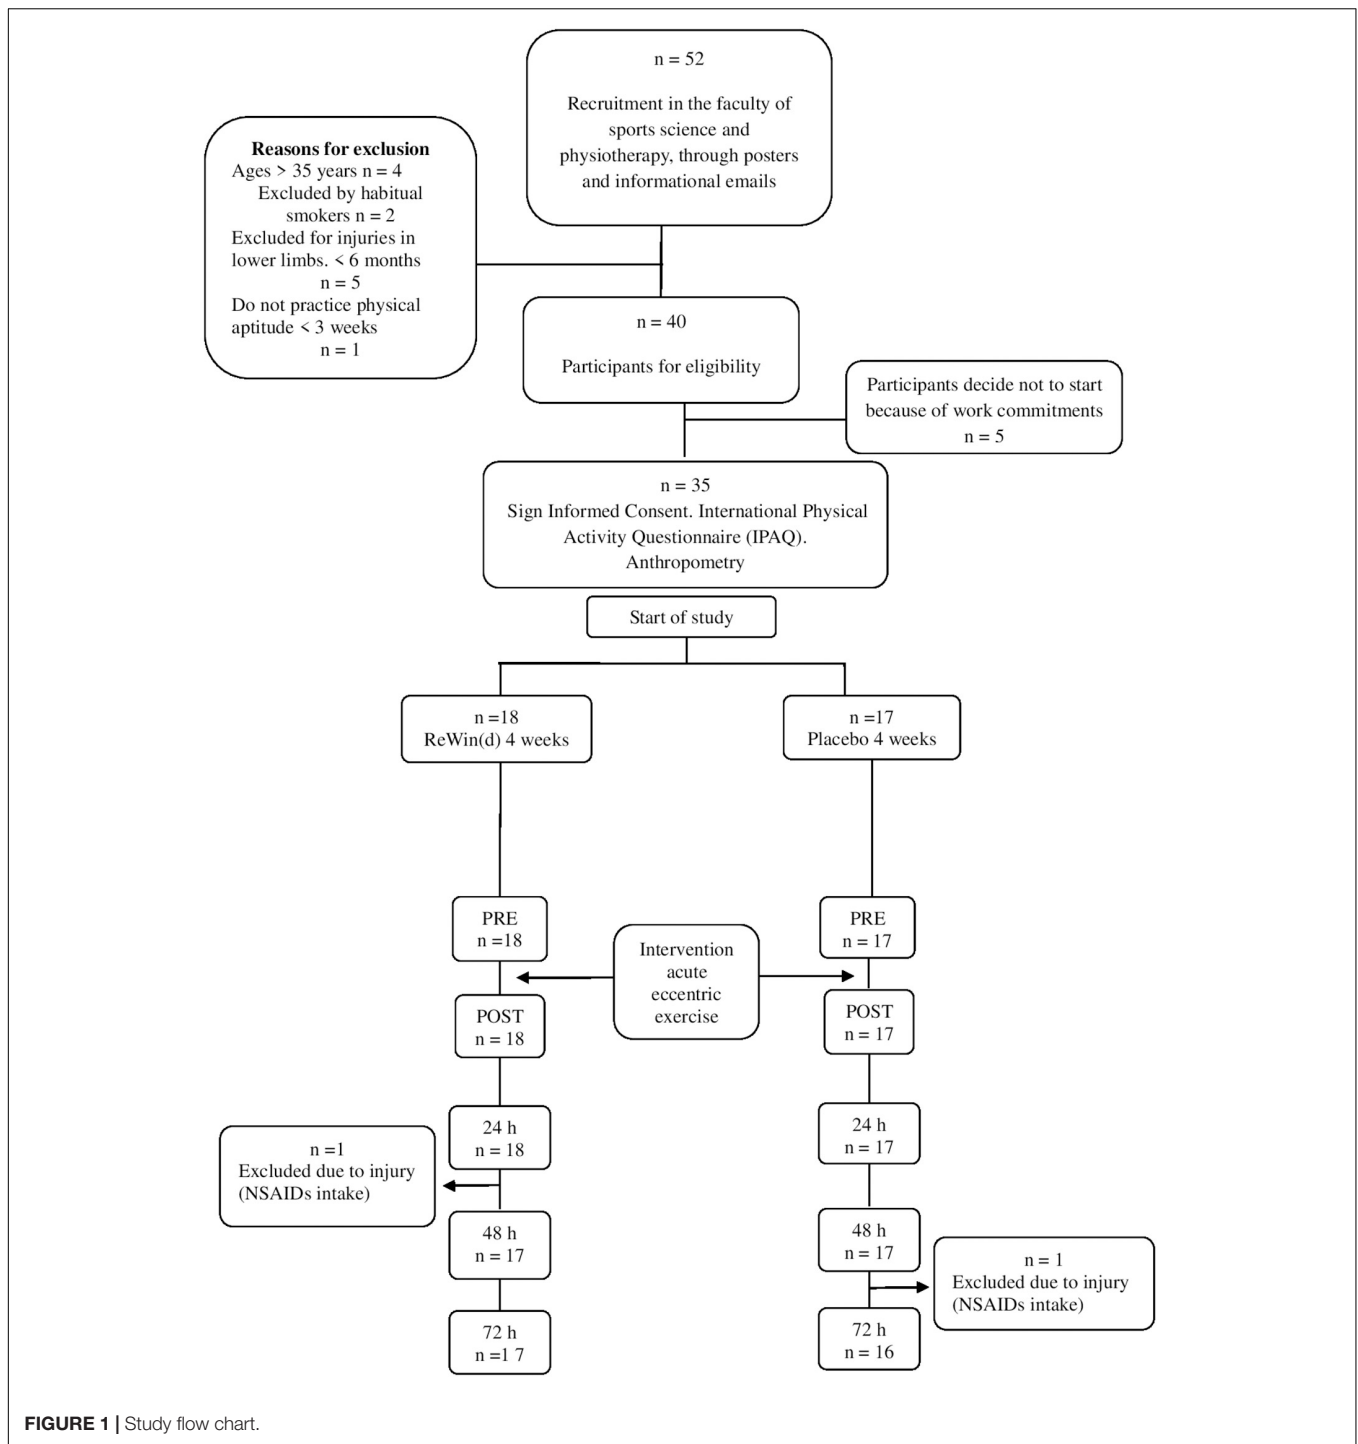 n = 52
Recruitment in the faculty of
sports science and
physiotherapy, through posters
and informational emails
Reasons for exclusion
Ages > 35 years n = 4
Excluded by habitual
smokers n = 2
Excluded for injuries in
lower limbs. < 6 months
n = 5
Do not practice physical
aptitude < 3 weeks
n = 1
n = 40
Participants for eligibility
Participants decide not to start
because of work commitments
n = 5
n = 35
Sign Informed Consent. International Physical
Activity Questionnaire (IPAQ).
Anthropometry
Start of study
n =18
ReWin(d) 4 weeks
n =17
Placebo 4 weeks
PRE
n =18
PRE
n = 17
Intervention
acute
eccentric
exercise
POST
n = 18
POST
n = 17
24 h
n = 18
24 h
n = 17
n =1
Excluded due to injury
(NSAIDs intake)
48 h
n = 17
48 h
n = 17
n = 1
Excluded due to injury
(NSAIDs intake)
72 h
n =1 7
72 h
n = 16
FIGURE 1 | Study flow chart.